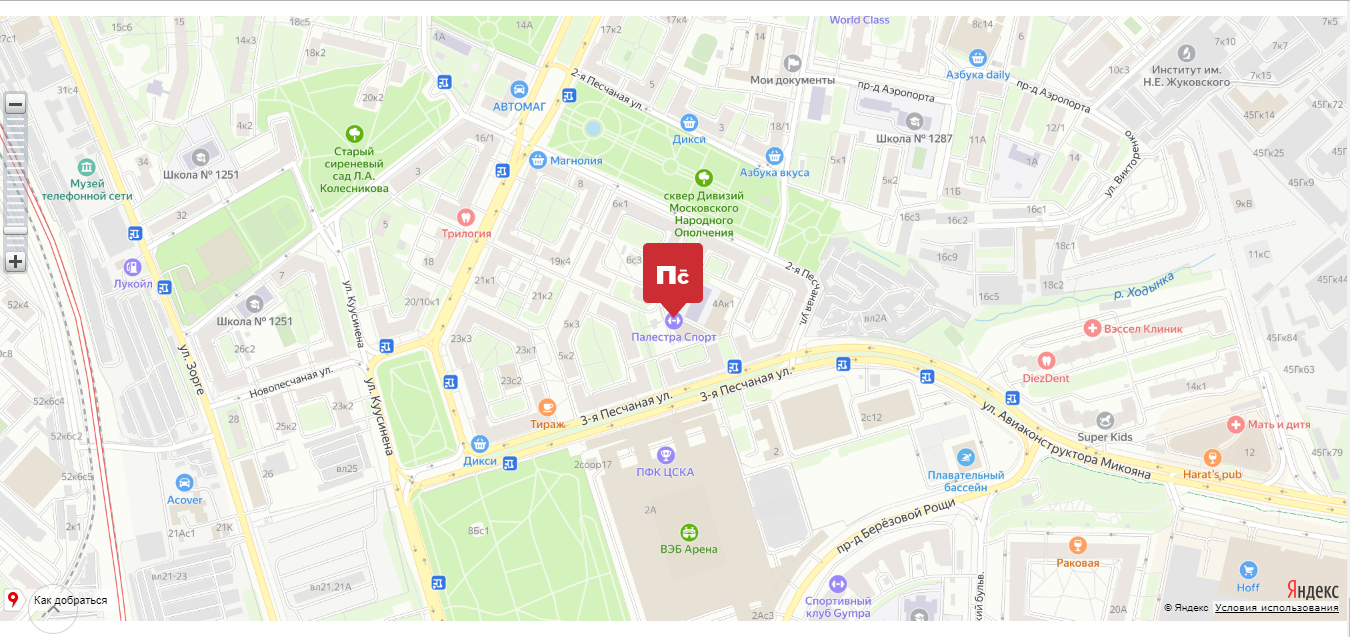 World Class
15с6
18с5
1А
17к2
14
8с14
6
7к5
27с1
14к3
18к2
7к10
7к7
31с4
20к2
2-я Песчаная ул.
5
Мои документы
Азбука daily
10с3
Институт им.
Н.Е. Жуковского
7к15
АВТОМАГ
пр-д Аэропорта
пр-д Аэропорта
45Гк72
45Гк14
4к2
16/1
Дикси
3
18/1
Школа № 1287
11А
12/1
Старый
сиреневый
сад Л.А.
Колесникова
34
Школа № 1251
3
Магнолия
Азбука вкуса
5к1
1А
14
ул. Викторенко
45Гк25
Музей
телефонной сети
8
сквер Дивизий
Московского
Народного
Ополчения
5к2
11Б
45Гк9
32
5
6к1
16с3
16с2
16с1
9кВ
Трилогия
18
19к4
6с3
16с9
18с1
11кС
Лукойл
21к1
2-я Песчаная ул.
18с2
45Гк44
52к4
ул. Куусинена
20/10к1
21к2
4Ак1
16с5
р. Ходынка
Школа № 1251
5к3
Палестра Спорт
вл2А
Вэссел Клиник
45Гк84
26с2
23к3
23к1
5к2
ул. Зорге
Новопесчаная ул.
ул. Куусинена
23с2
3-я Песчаная ул.
3-я Песчаная ул.
DiezDent
14к1
45Гк63
52к6с4
28
23к2
25к2
Тираж
2с12
ул. Авиаконструктора Микояна
Super Kids
Мать и дитя
52к6с2
Дикси
2соор17
2
12
52к6с5
26
вл25
ПФК ЦСКА
Плавательный
бассейн
Harat's pub
Acover
2А
2к1
21К
21Ас1
8Бс1
ВЭБ Арена
пр-д Берёзовой Рощи
Раковая
вл21-23
вл21,21А
Спортивный
клуб Gympa
Hoff
Как добраться
2Ас3
20А
Яндекс
© Яндекс Условия использования
Пč